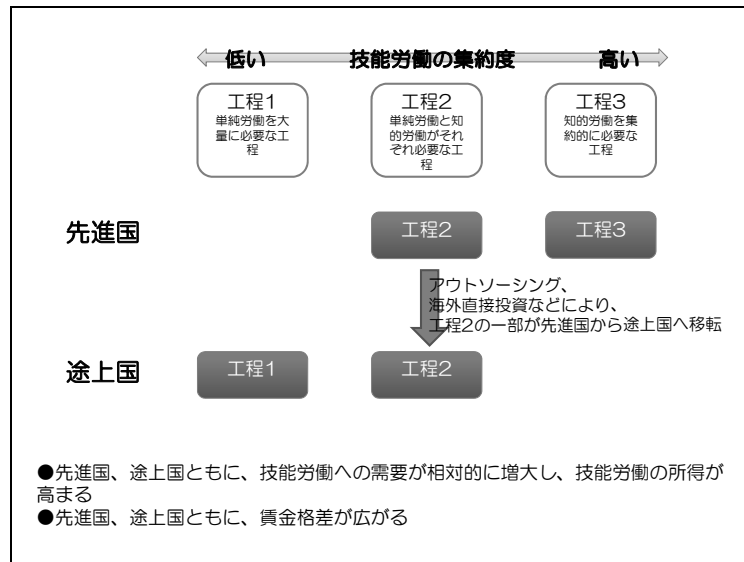 低い 技能労働の集約度 高い
工程1 工程2 工程3
単純労働を大 単純労働と知 知的労働を集
量に必要な工 的労働がそれ 約的に必要な
程 ぞれ必要な工 工程
程
先進国 工程2 工程3
アウトソーシング、
海外直接投資などにより、
工程2の一部が先進国から途上国へ移転
途上国 工程1 工程2
●先進国、途上国ともに、技能労働への需要が相対的に増大し、技能労働の所得が
高まる
●先進国、途上国ともに、賃金格差が広がる